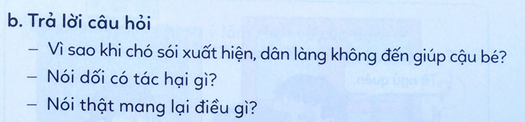 b. Trả lời câu hỏi
– Vì sao khi chó sói xuất hiện, dân làng không đến giúp cậu bé?
– Nói dối có tác hại gì?
– Nói thật mang lại điều gì?